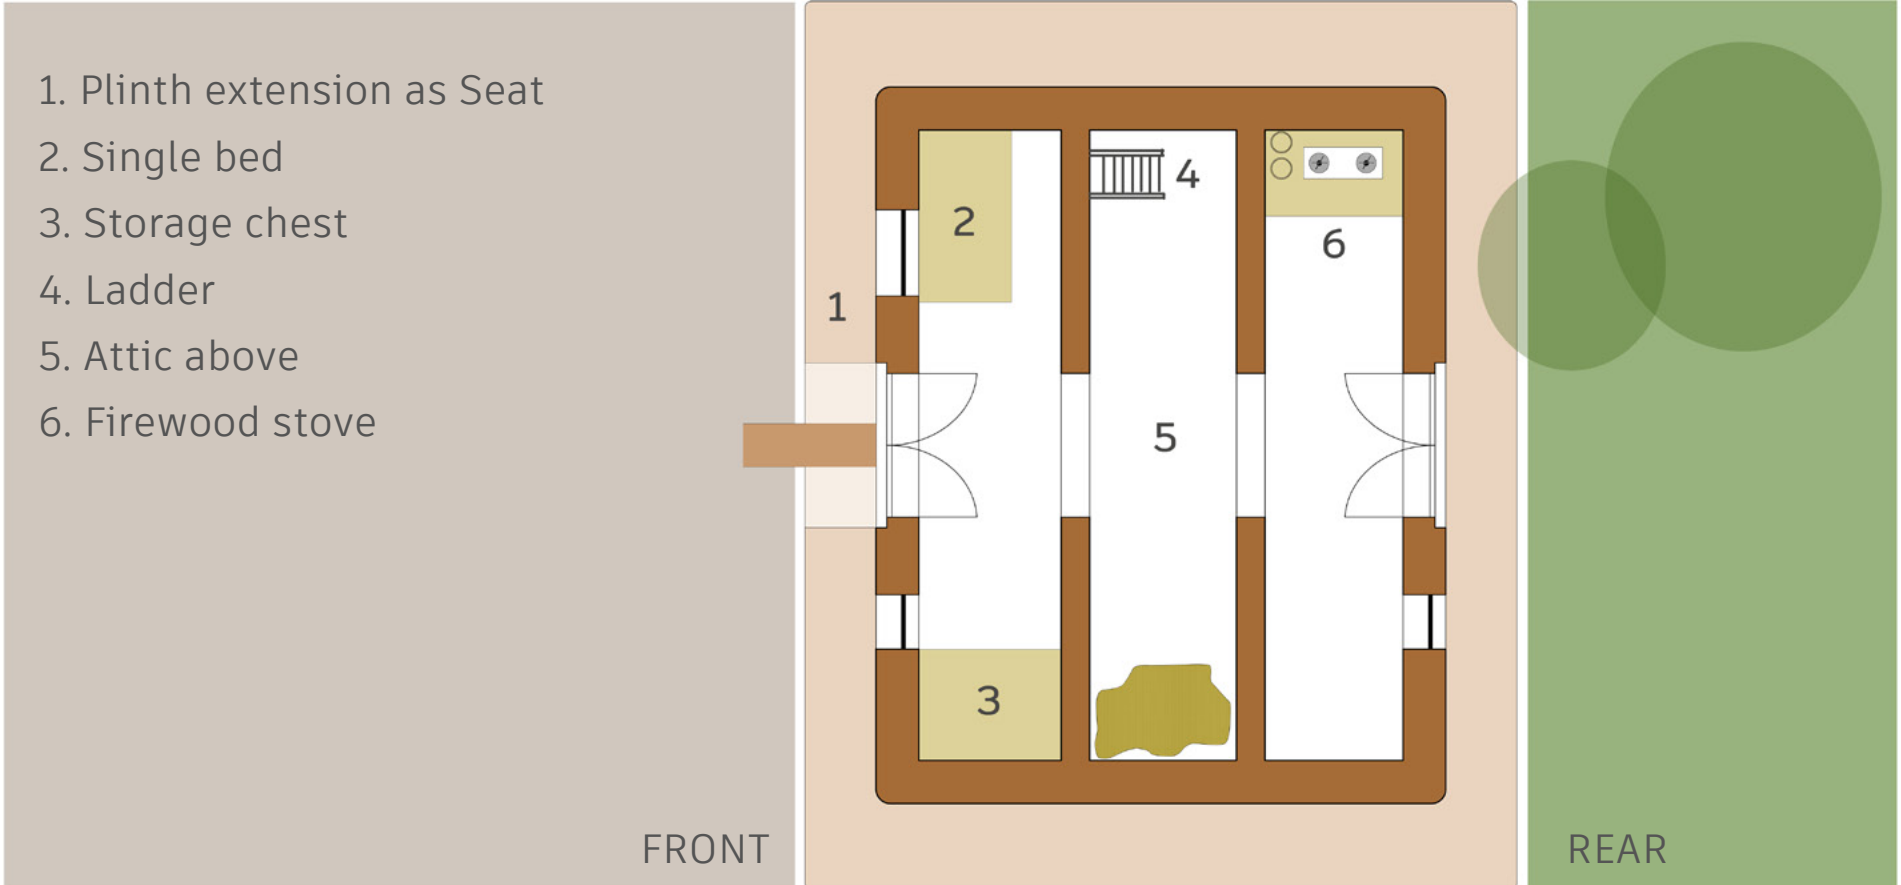 1. Plinth extension as Seat
2. Single bed
3. Storage chest
4. Ladder
5. Attic above
6. Firewood stove
4
2
6
1
5
3
FRONT
REAR